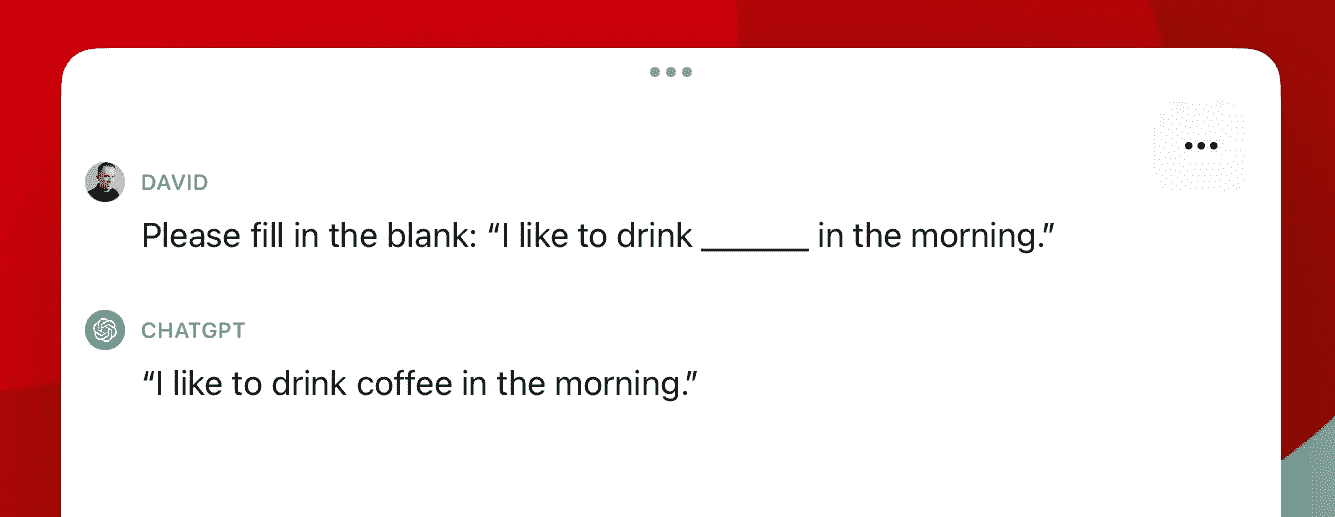 DAVID
Please fill in the blank: “I like to drink _______ in the morning.”
CHATGPT
“I like to drink coffee in the morning.”